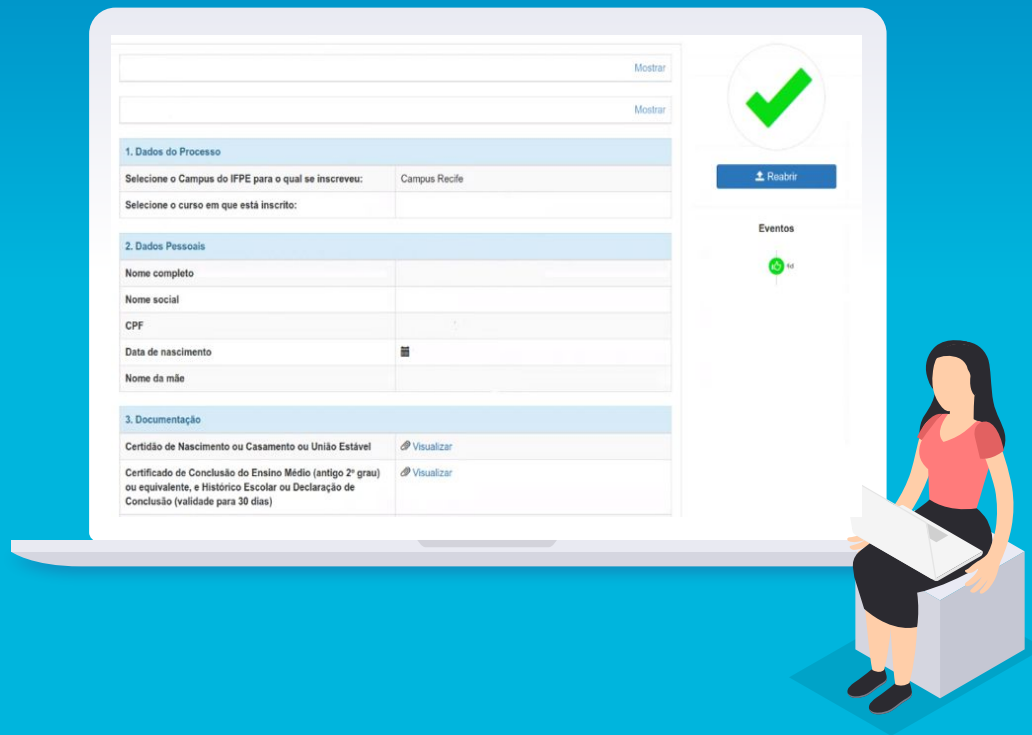 Mostrar
Mostrar
1. Dados do Processo
Selecione o Campus do IFPE para o qual se inscreveu: Campus Recife
Selecione o curso em que está inscrito:
2. Dados Pessoais
Nome completo
Nome social
CPF
Data de nascimento
Nome da mãe
3. Documentação
Certidão de Nascimento ou Casamento ou União Estável Visualizar
Certificado de Conclusão do Ensino Médio (antigo 2º grau) Visualizar
ou equivalente, e Histórico Escolar ou Declaração de
Conclusão (validade para 30 dias)
Reabrir
Eventos